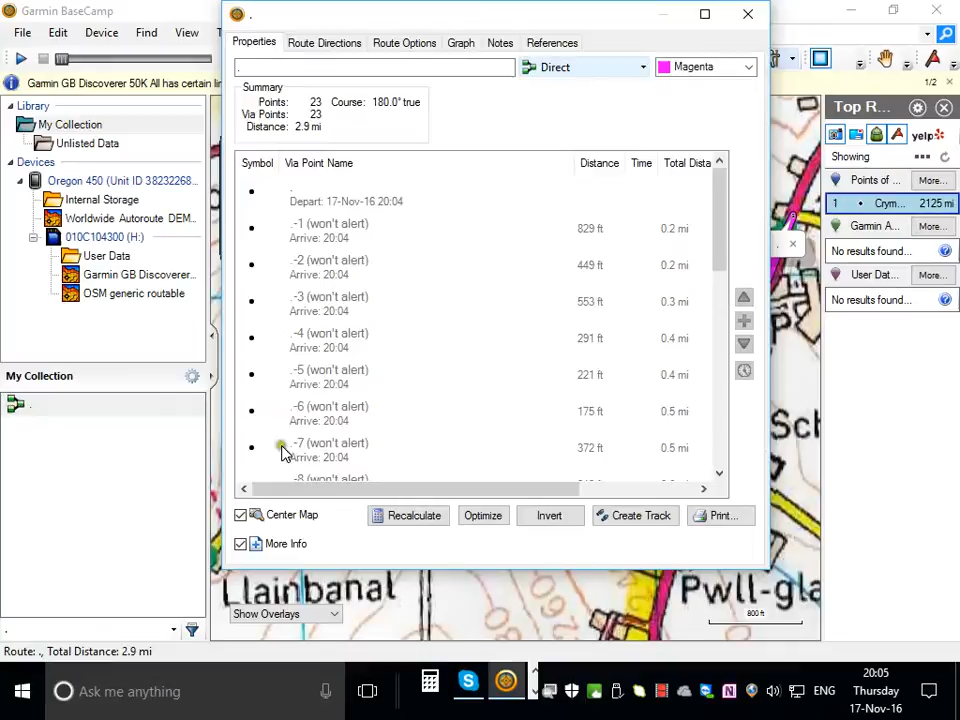 Garmin BaseCamp
File Edit Device Find View
Garmin GB Discoverer 50K All has certain
1/2
Library
My Collection
Unlisted Data
Devices
Oregon 450 (Unit ID 38232268...
Internal Storage
Worldwide Autoroute DEM...
010C104300 (H:)
User Data
Garmin GB Discoverer...
OSM generic routable
My Collection
.
.
.
Properties Route Directions Route Options Graph Notes References
. Direct Magenta
Summary
Points: 23 Course: 180.0° true
Via Points: 23
Distance: 2.9 mi
Symbol Via Point Name Distance Time Total Dista
.
Depart: 17-Nov-16 20:04
.-1 (won't alert)
Arrive: 20:04 829 ft 0.2 mi
.-2 (won't alert)
Arrive: 20:04 449 ft 0.2 mi
.-3 (won't alert)
Arrive: 20:04 553 ft 0.3 mi
.-4 (won't alert)
Arrive: 20:04 291 ft 0.4 mi
.-5 (won't alert)
Arrive: 20:04 221 ft 0.4 mi
.-6 (won't alert)
Arrive: 20:04 175 ft 0.5 mi
.-7 (won't alert)
Arrive: 20:04 372 ft 0.5 mi
.-8 (won't alert)
Center Map Recalculate Optimize Invert Create Track Print...
More Info
Top R...
yelp
Showing
Points of ... More...
1 • Crym... 2125 mi
Garmin A... More...
No results found...
User Dat... More...
No results found...
Sch
Llainbanal
Pwll-gla
Show Overlays
800 ft
Route: ., Total Distance: 2.9 mi
Ask me anything
ENG
20:05
Thursday
17-Nov-16